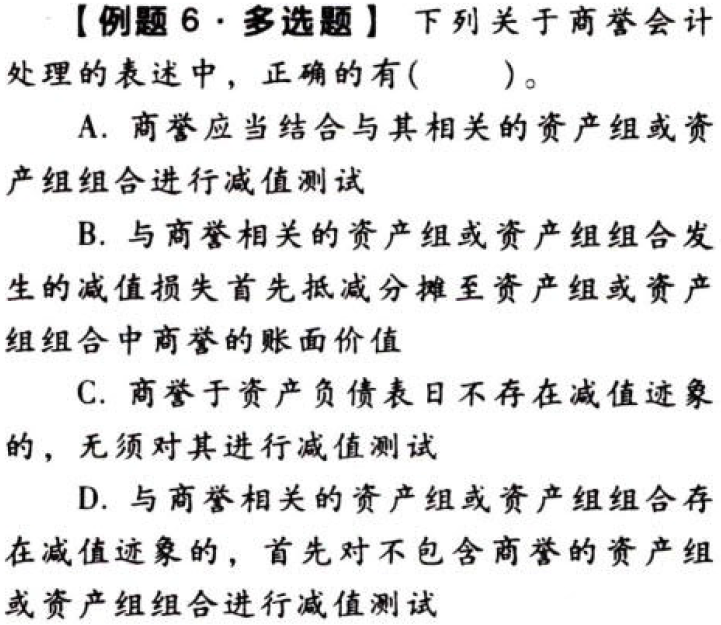 【例题6·多选题】 下列关于商誉会计
处理的表述中，正确的有(  )。
A. 商誉应当结合与其相关的资产组或资
产组组合进行减值测试
B. 与商誉相关的资产组或资产组组合发
生的减值损失首先抵减分摊至资产组或资产
组组合中商誉的账面价值
C. 商誉于资产负债表日不存在减值迹象
的，无须对其进行减值测试
D. 与商誉相关的资产组或资产组组合存
在减值迹象的，首先对不包含商誉的资产组
或资产组组合进行减值测试